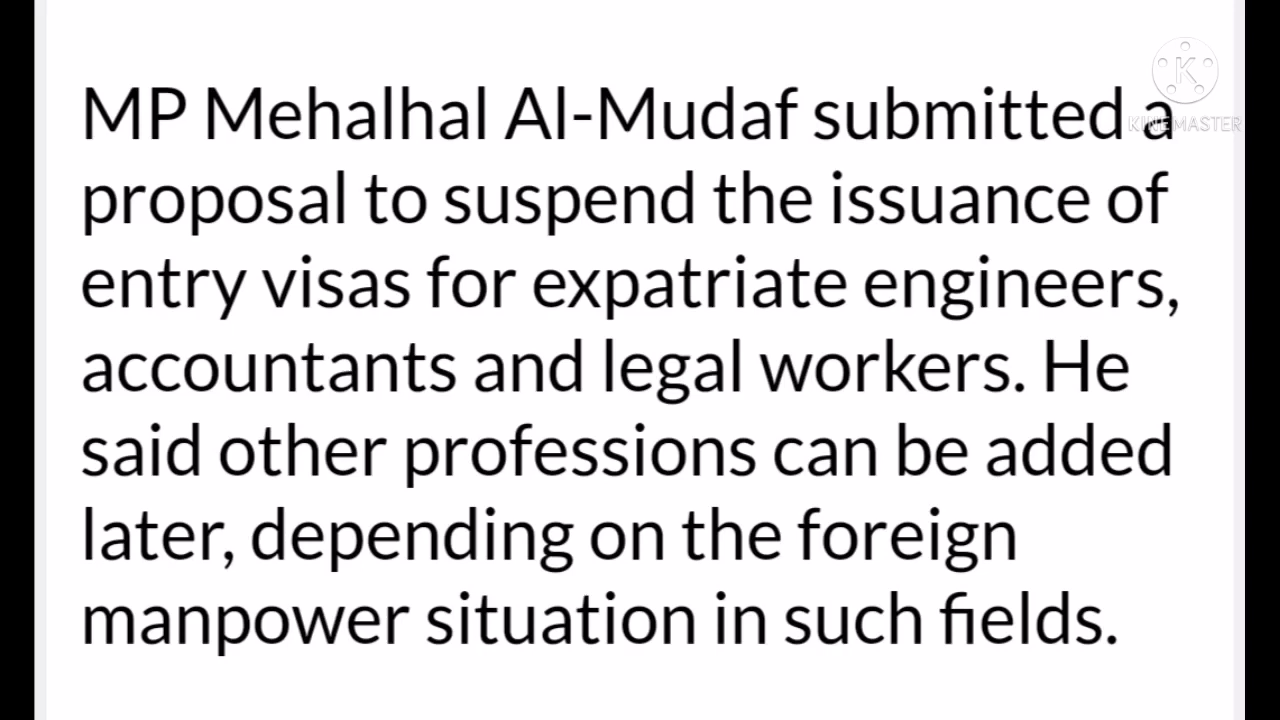 MP Mehalhal Al-Mudaf submitted a
proposal to suspend the issuance of
entry visas for expatriate engineers,
accountants and legal workers. He
said other professions can be added
later, depending on the foreign
manpower situation in such fields.
K
KINEMASTER